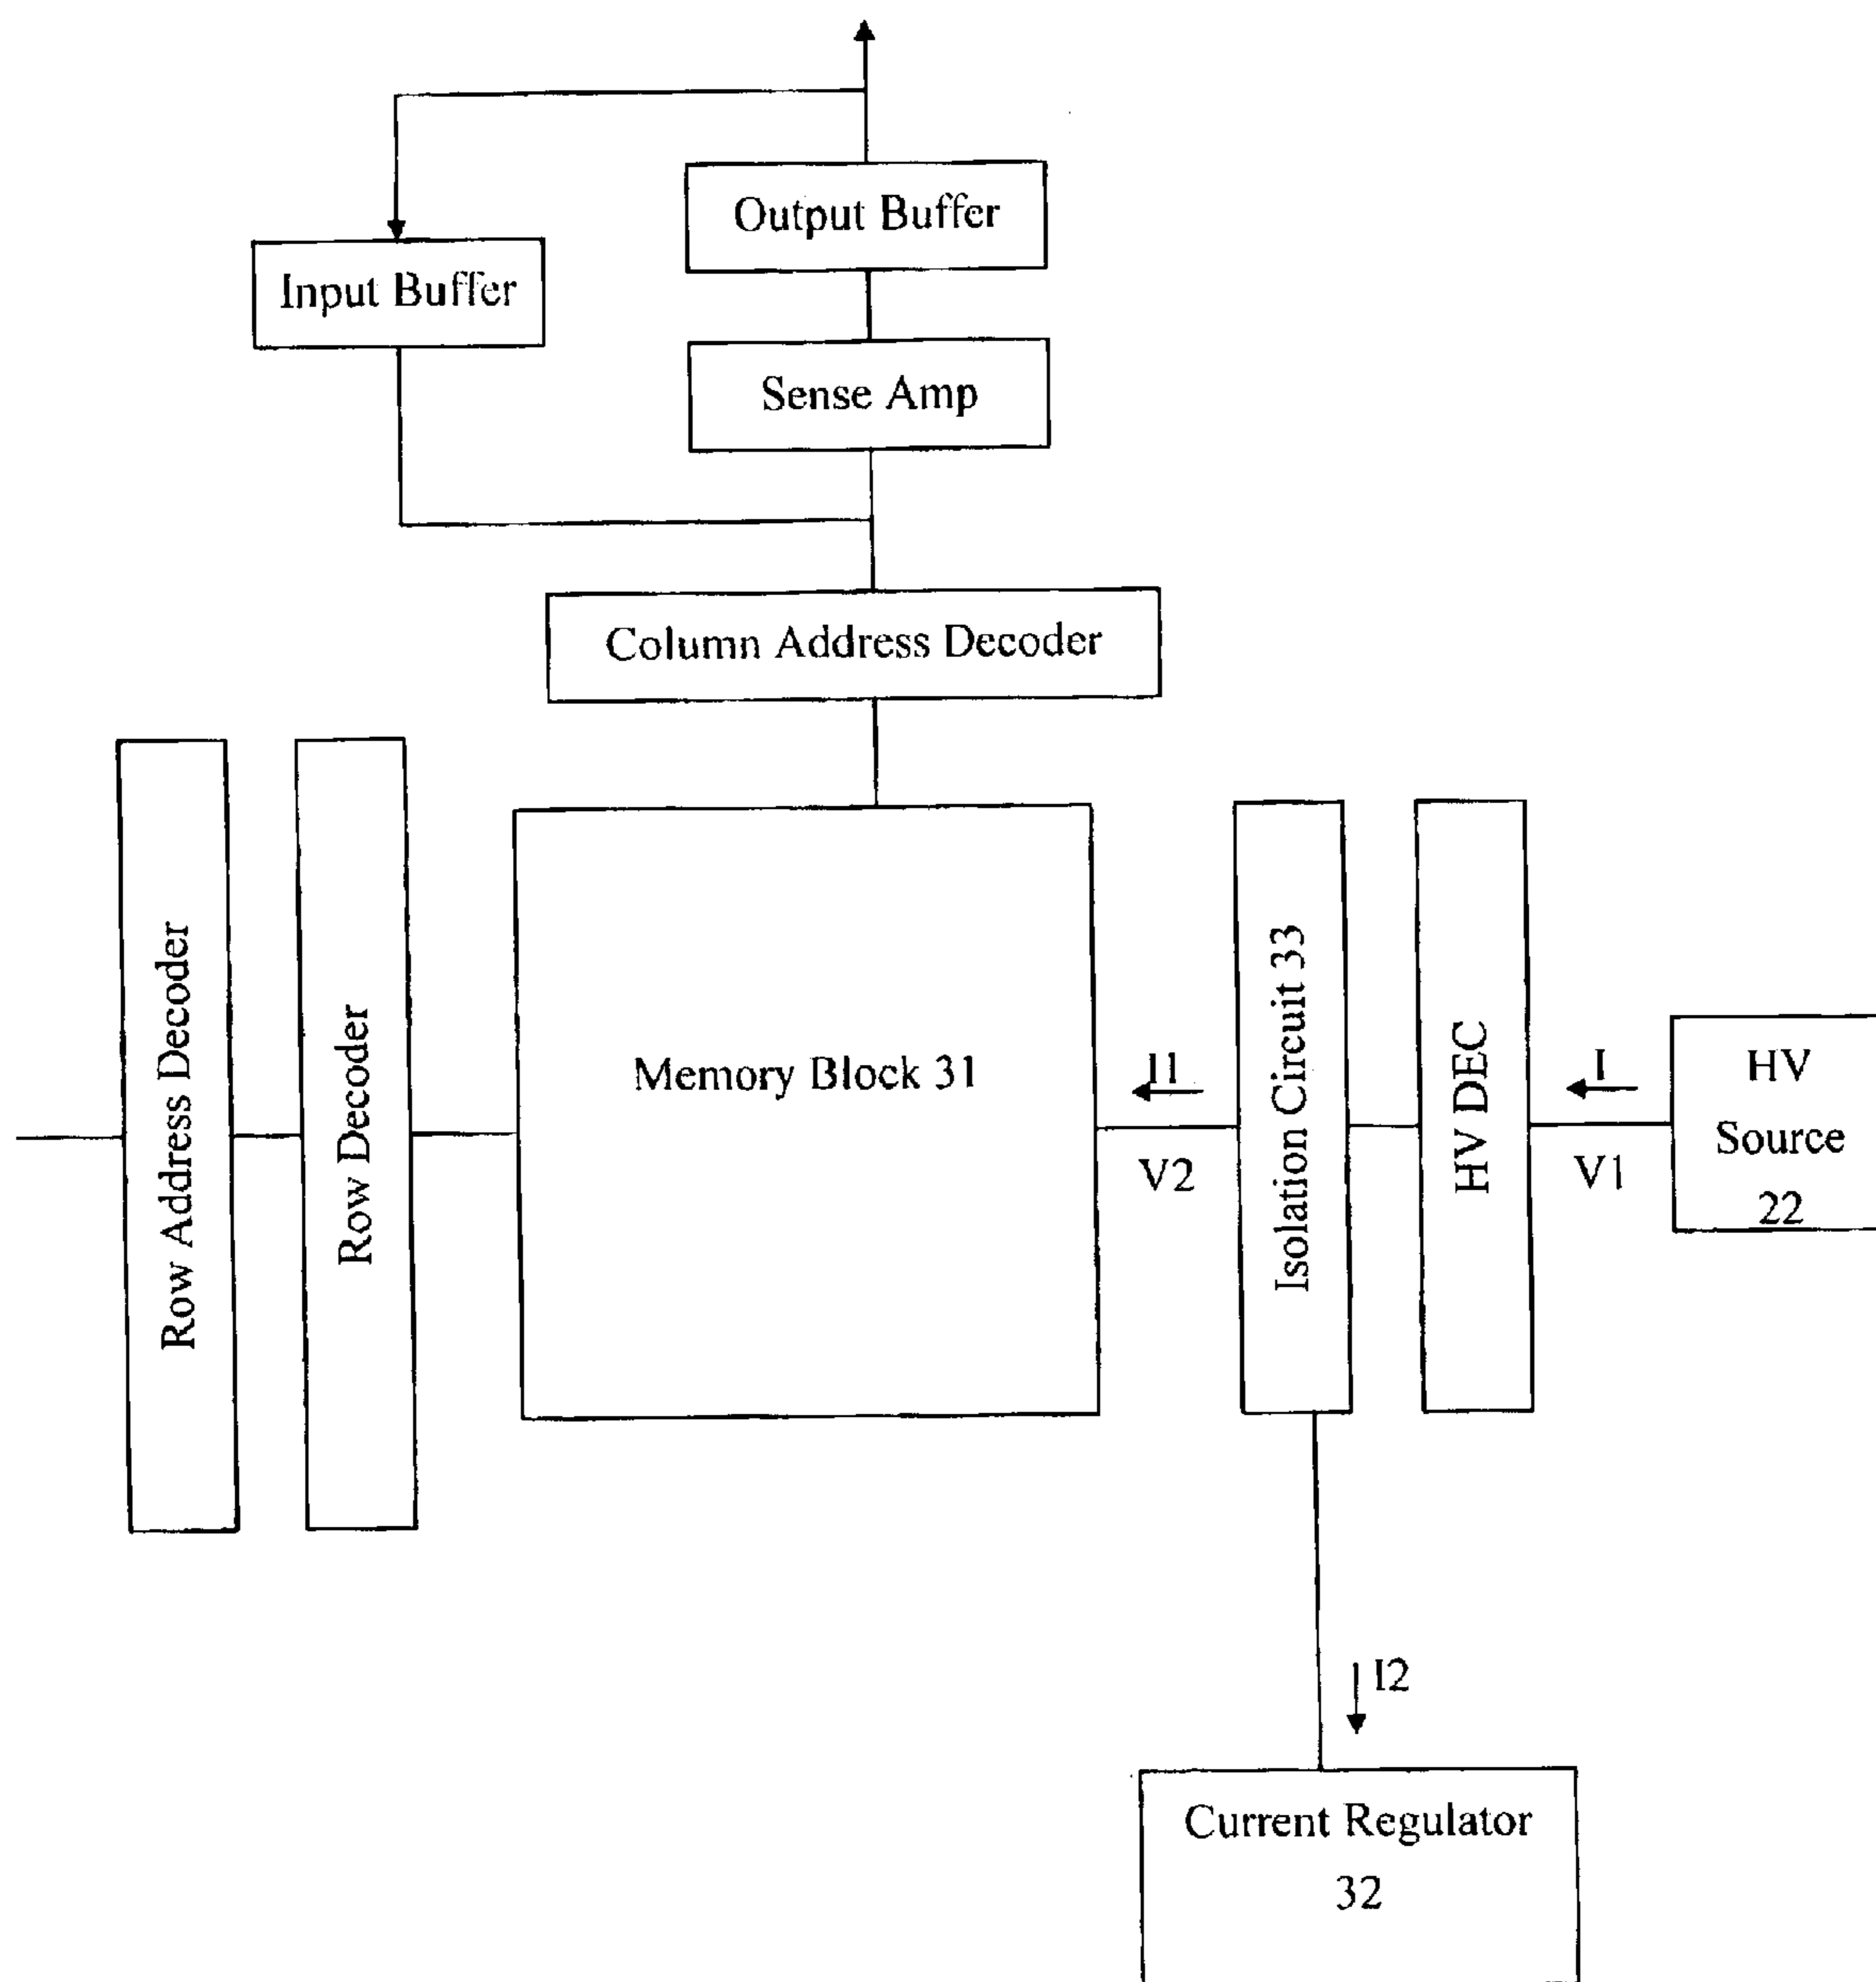 Output Buffer
Input Buffer
Sense Amp
Column Address Decoder
Row Address Decoder
Row Decoder
Memory Block 31
I1
V2
Isolation Circuit 33
HV DEC
I
V1
HV
Source
22
I2
Current Regulator
32